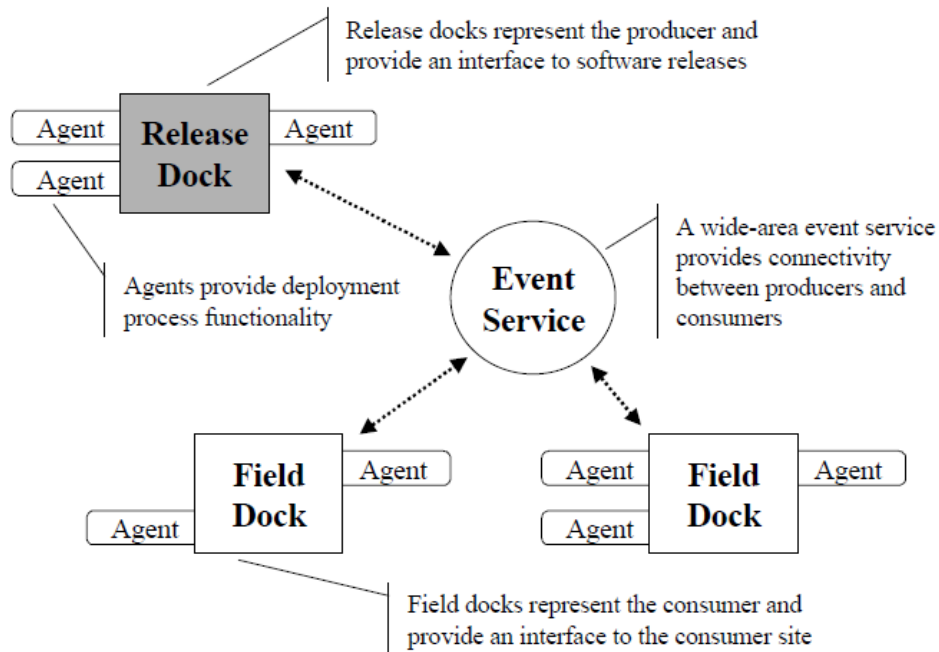 Release docks represent the producer and
provide an interface to software releases
Agent
Release
Dock
Agent
Agent
Agents provide deployment
process functionality
A wide-area event service
provides connectivity
between producers and
consumers
Event
Service
Field
Dock
Agent
Agent
Agent
Field
Dock
Agent
Agent
Field docks represent the consumer and
provide an interface to the consumer site